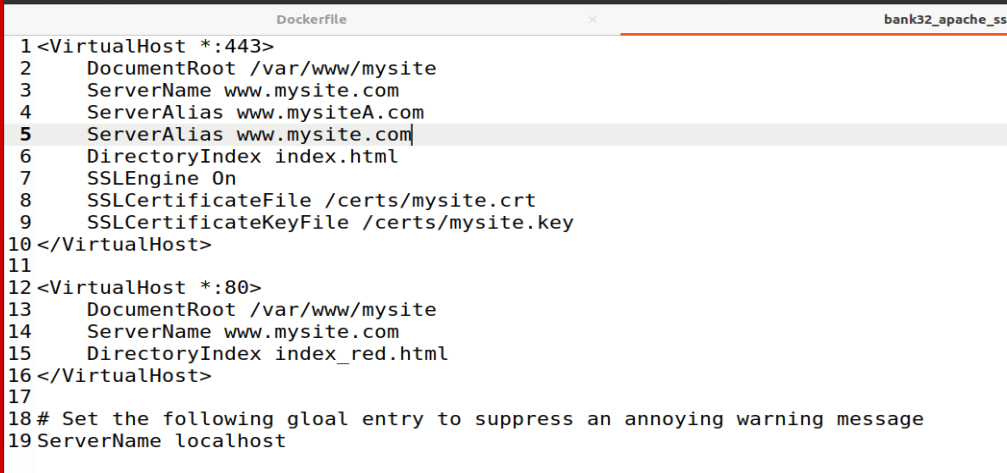 Dockerfile × bank32_apache_ss
1 <VirtualHost *:443>
2 DocumentRoot /var/www/mysite
3 ServerName www.mysite.com
4 ServerAlias www.mysiteA.com
5 ServerAlias www.mysite.com
6 DirectoryIndex index.html
7 SSLEngine On
8 SSLCertificateFile /certs/mysite.crt
9 SSLCertificateKeyFile /certs/mysite.key
10 </VirtualHost>
11
12 <VirtualHost *:80>
13 DocumentRoot /var/www/mysite
14 ServerName www.mysite.com
15 DirectoryIndex index_red.html
16 </VirtualHost>
17
18 # Set the following gloal entry to suppress an annoying warning message
19 ServerName localhost